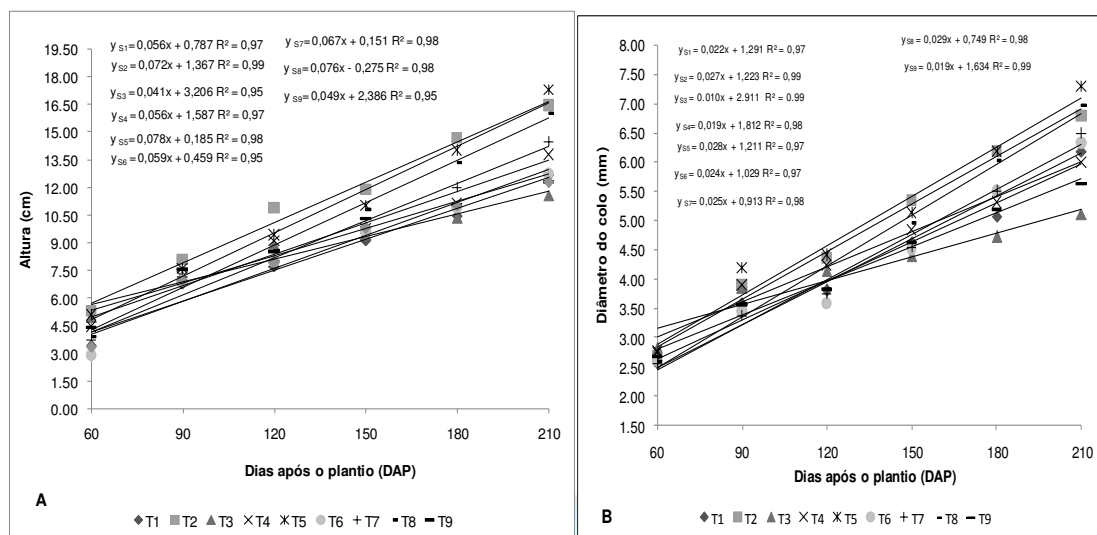 y S1= 0,056x + 0,787 R² = 0,97
y S2= 0,072x + 1,367 R² = 0,99
y S3= 0,041x + 3,206 R² = 0,95
y S4= 0,056x + 1,587 R² = 0,97
y S5= 0,078x + 0,185 R² = 0,98
y S6= 0,059x + 0,459 R² = 0,95
y S7= 0,067x + 0,151 R² = 0,98
y S8= 0,076x - 0,275 R² = 0,98
y S9= 0,049x + 2,386 R² = 0,95
Altura (cm)
19.50
18.00
16.50
15.00
13.50
12.00
10.50
9.00
7.50
6.00
4.50
3.00
1.50
0.00
60 90 120 150 180 210
Dias após o plantio (DAP)
A
T1 T2 T3 T4 T5 T6 T7 T8 T9
y S1= 0,022x + 1,291 R² = 0,97
y S2= 0,027x + 1,223 R² = 0,99
y S3= 0.010x + 2.911 R² = 0.99
y S4= 0,019x + 1,812 R² = 0,98
y S5= 0,028x + 1,211 R² = 0,97
y S6= 0,024x + 1,029 R² = 0,97
y S7= 0,025x + 0,913 R² = 0,98
y S8= 0,029x + 0,749 R² = 0,98
y S9= 0,019x + 1,634 R² = 0,99
Diâmetro do colo (mm)
8.00
7.50
7.00
6.50
6.00
5.50
5.00
4.50
4.00
3.50
3.00
2.50
2.00
1.50
60 90 120 150 180 210
Dias após o plantio (DAP)
B
T1 T2 T3 T4 T5 T6 T7 T8 T9